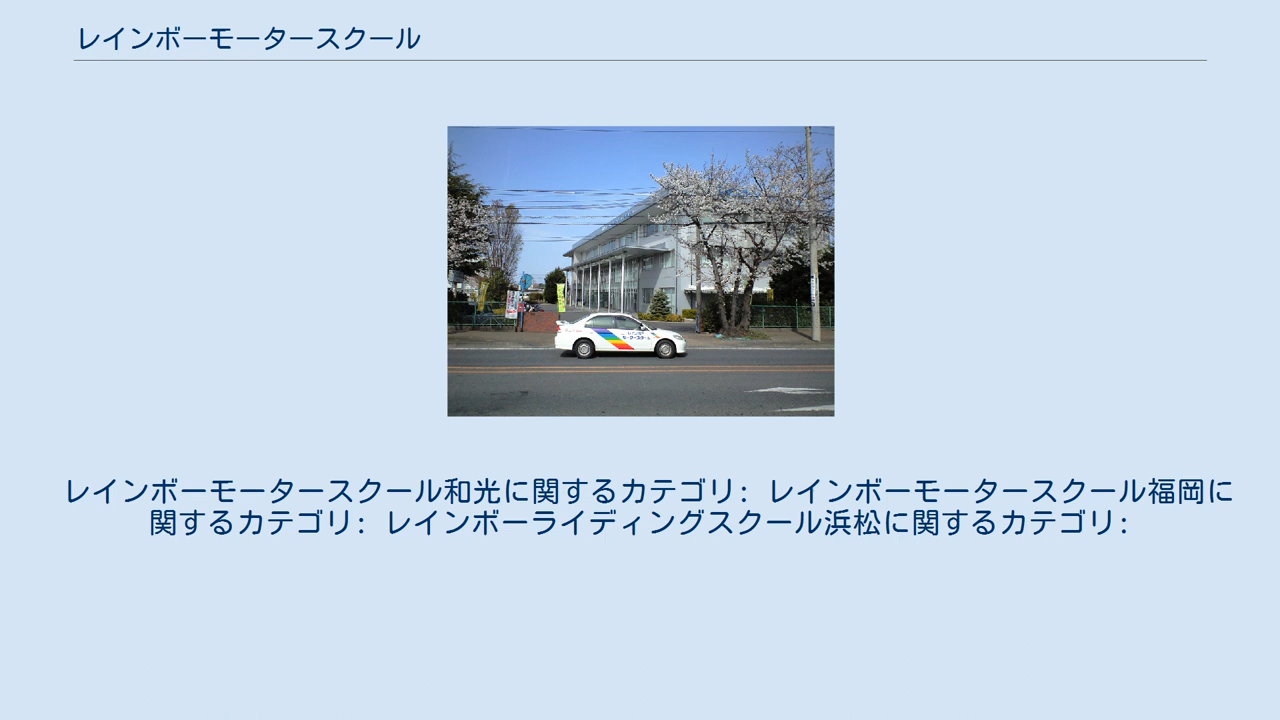 レインボーモータースクール
レインボーモータースクール和光に関するカテゴリ: レインボーモータースクール福岡に
関するカテゴリ: レインボーライディングスクール浜松に関するカテゴリ: